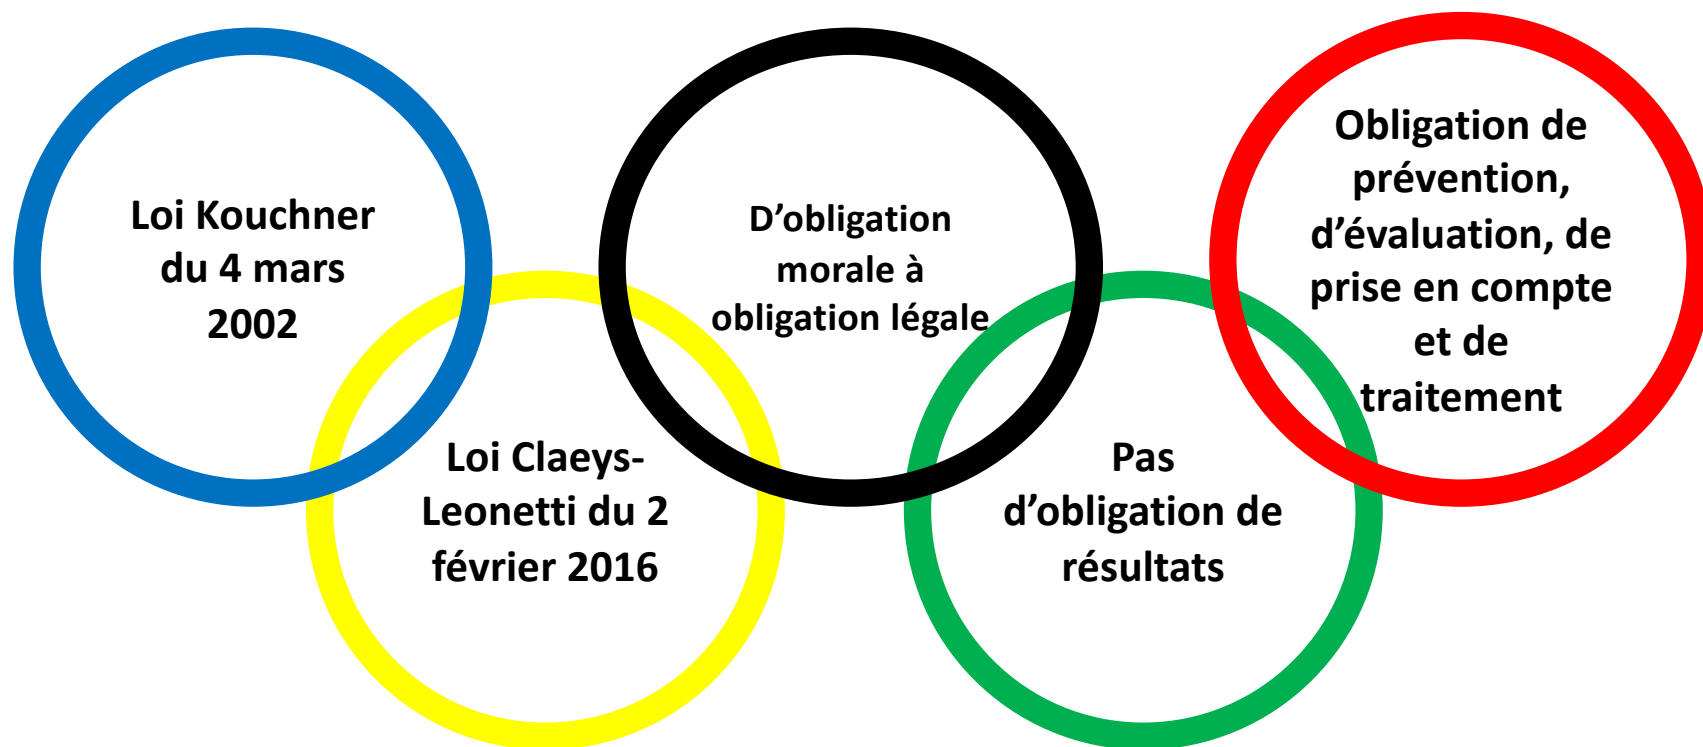 Loi Kouchner
du 4 mars
2002
Loi Claeys-
Leonetti du 2
février 2016
D’obligation
morale à
obligation légale
Pas
d’obligation de
résultats
Obligation de
prévention,
d’évaluation, de
prise en compte
et de
traitement